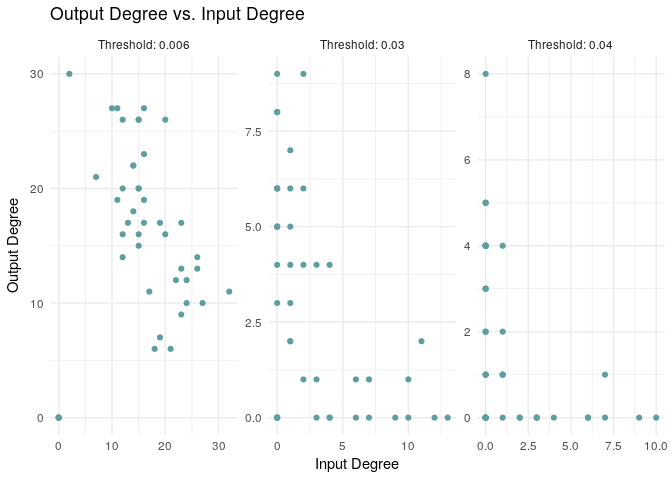 Output Degree vs. Input Degree
Threshold: 0.006
Threshold: 0.03
Threshold: 0.04
Output Degree
30
20
10
0
7.5
5.0
2.5
0.0
8
6
4
2
0
0 10 20 30
0 5 10
0.0 2.5 5.0 7.5 10.0
Input Degree